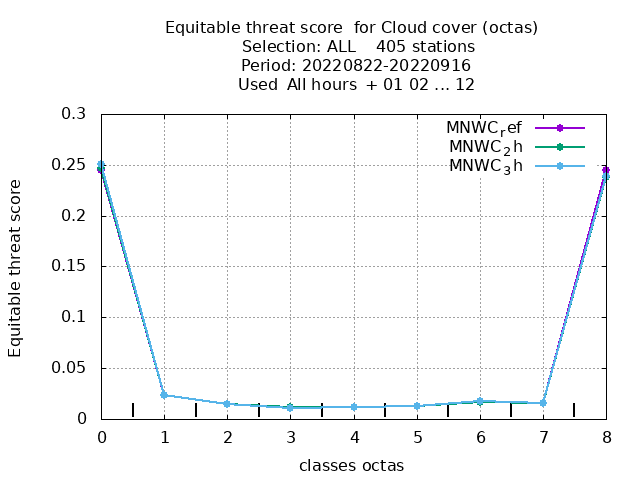 Equitable threat score  for Cloud cover (octas)
Selection: ALL    405 stations
Period: 20220822-20220916
Used  All hours  + 01 02 ... 12
MNWC_ref
MNWC_2h
MNWC_3h
0.3
0.25
0.2
0.15
0.1
0.05
0
Equitable threat score
0 1 2 3 4 5 6 7 8
classes octas